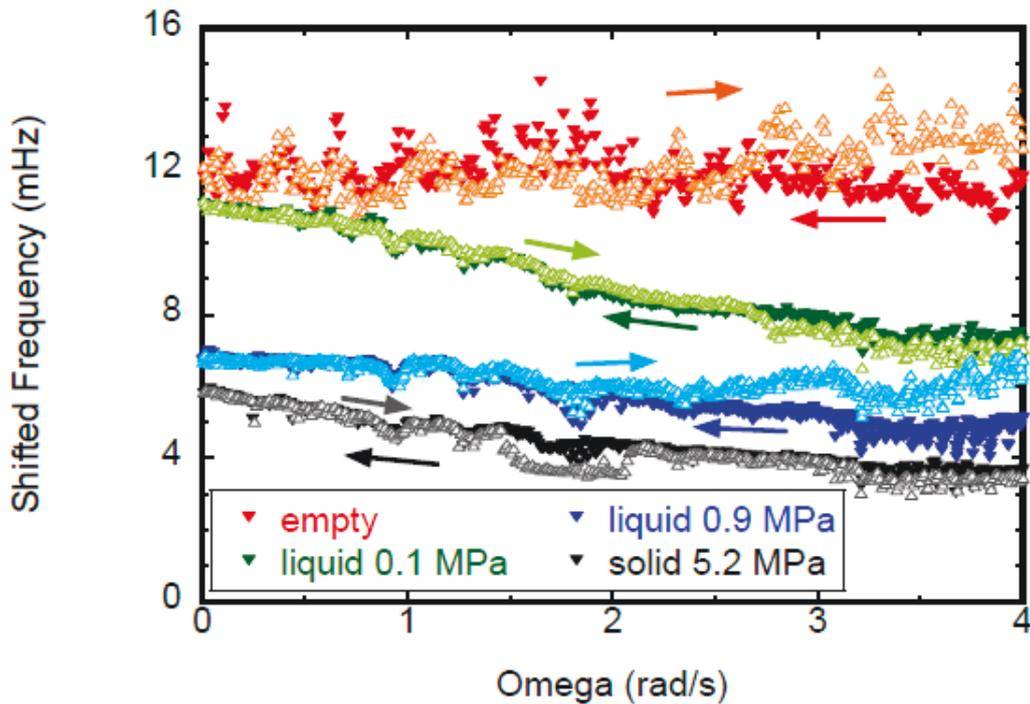 16
12
8
4
0
Shifted Frequency (mHz)
empty
liquid 0.9 MPa
liquid 0.1 MPa
solid 5.2 MPa
0 1 2 3 4
Omega (rad/s)